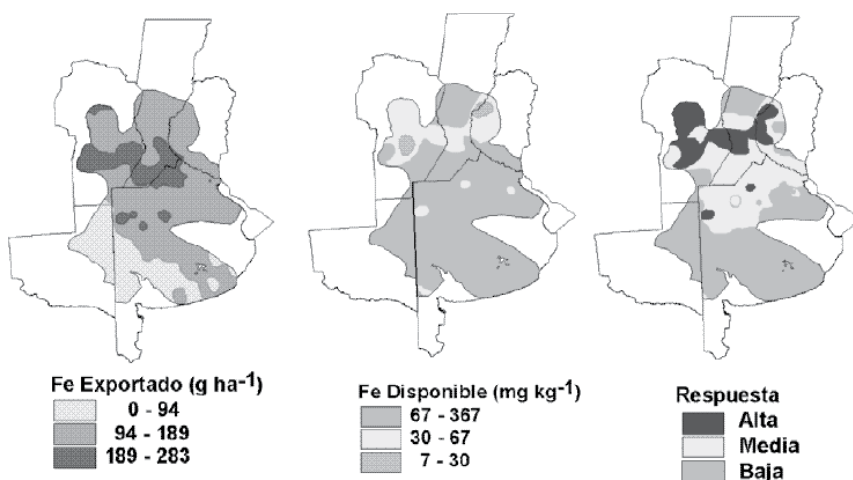 Fe Exportado (g ha-1)
0 - 94
94 - 189
189 - 283
Fe Disponible (mg kg-1)
67 - 367
30 - 67
7 - 30
Respuesta
Alta
Media
Baja